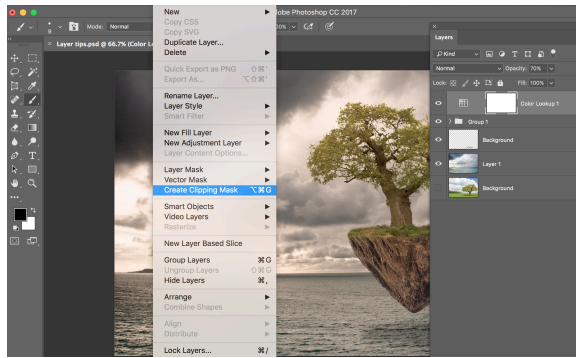 Adobe Photoshop CC 2017
Mode: Normal
9
Layer tips.psd @ 66.7% (Color L
New
Copy CSS
Copy SVG
Duplicate Layer...
Delete
Quick Export as PNG ⇧⌘'
Export As... ⌥⇧⌘'
Rename Layer...
Layer Style
Smart Filter
New Fill Layer
New Adjustment Layer
Layer Content Options...
Layer Mask
Vector Mask
Create Clipping Mask ⌥⌘G
Smart Objects
Video Layers
Rasterize
New Layer Based Slice
Group Layers ⌘G
Ungroup Layers ⇧⌘G
Hide Layers ⌘,
Arrange
Combine Shapes
Align
Distribute
Lock Layers... ⌘/
Layers
Kind
Normal Opacity: 70%
Lock: Fill: 100%
Color Lookup 1
Group 1
Background
Layer 1
Background